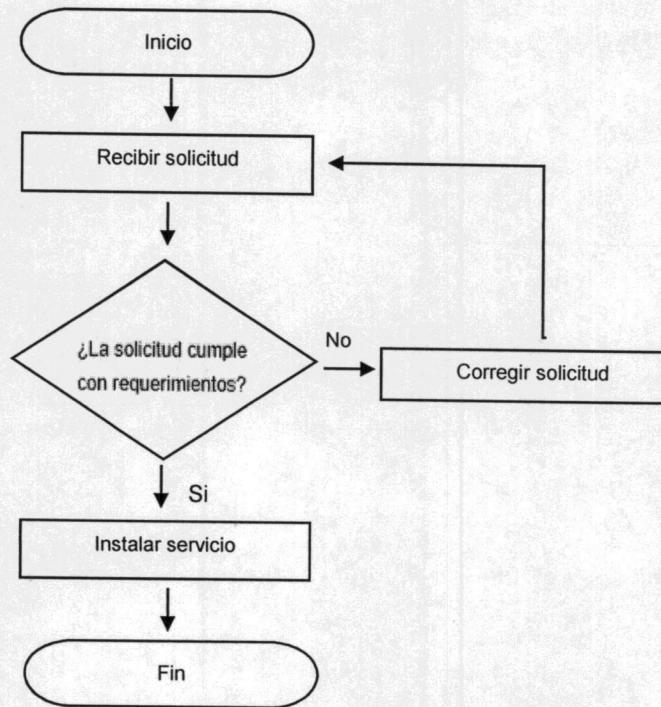 Inicio
Recibir solicitud
¿La solicitud cumple
con requerimientos?
No
Corregir solicitud
Si
Instalar servicio
Fin